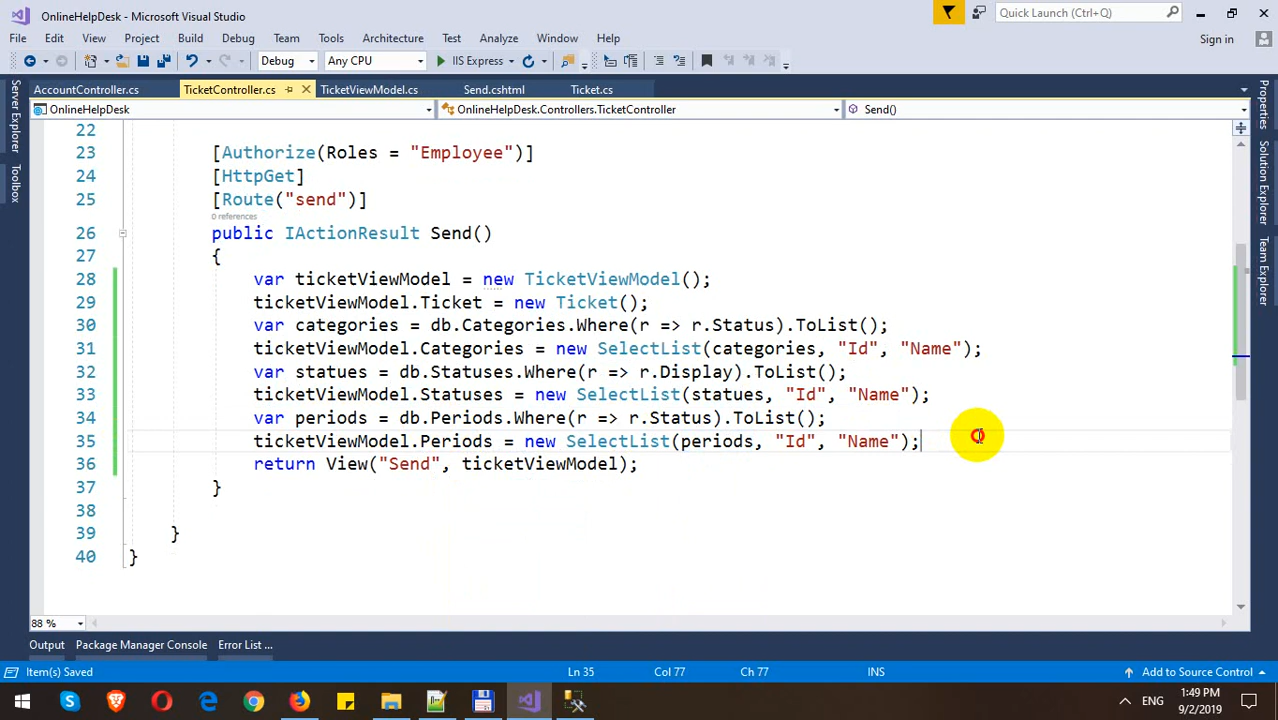 OnlineHelpDesk - Microsoft Visual Studio
Quick Launch (Ctrl+Q)
File Edit View Project Build Debug Team Tools Architecture Test Analyze Window Help
Sign in
Debug Any CPU IIS Express
AccountController.cs TicketController.cs TicketViewModel.cs Send.cshtml Ticket.cs
OnlineHelpDesk OnlineHelpDesk.Controllers.TicketController Send()
Server Explorer
Toolbox
Properties
Solution Explorer
Team Explorer
22
23 [Authorize(Roles = "Employee")]
24 [HttpGet]
25 [Route("send")]
0 references
26 public IActionResult Send()
27 {
28 var ticketViewModel = new TicketViewModel();
29 ticketViewModel.Ticket = new Ticket();
30 var categories = db.Categories.Where(r => r.Status).ToList();
31 ticketViewModel.Categories = new SelectList(categories, "Id", "Name");
32 var statues = db.Statuses.Where(r => r.Display).ToList();
33 ticketViewModel.Statuses = new SelectList(statues, "Id", "Name");
34 var periods = db.Periods.Where(r => r.Status).ToList();
35 ticketViewModel.Periods = new SelectList(periods, "Id", "Name");
36 return View("Send", ticketViewModel);
37 }
38
39 }
40 }
88 %
Output Package Manager Console Error List ...
Item(s) Saved Ln 35 Col 77 Ch 77 INS Add to Source Control
ENG
1:49 PM
9/2/2019